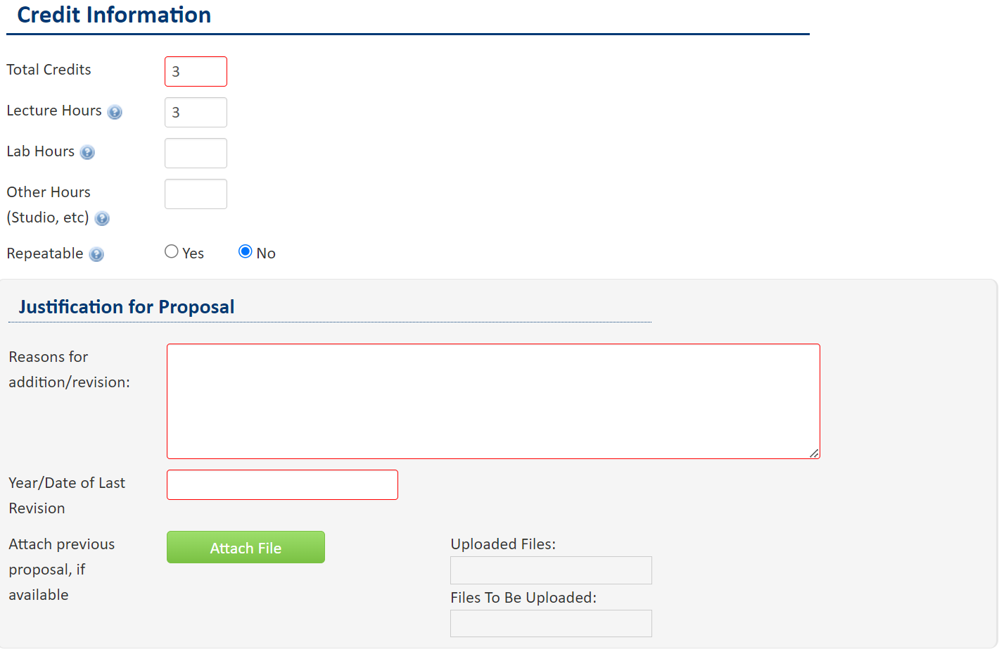 Credit Information
Total Credits
3
Lecture Hours ?
3
Lab Hours ?
Other Hours
(Studio, etc) ?
Repeatable ?
Yes
No
Justification for Proposal
Reasons for
addition/revision:
Year/Date of Last
Revision
Attach previous
proposal, if
available
Attach File
Uploaded Files:
Files To Be Uploaded: